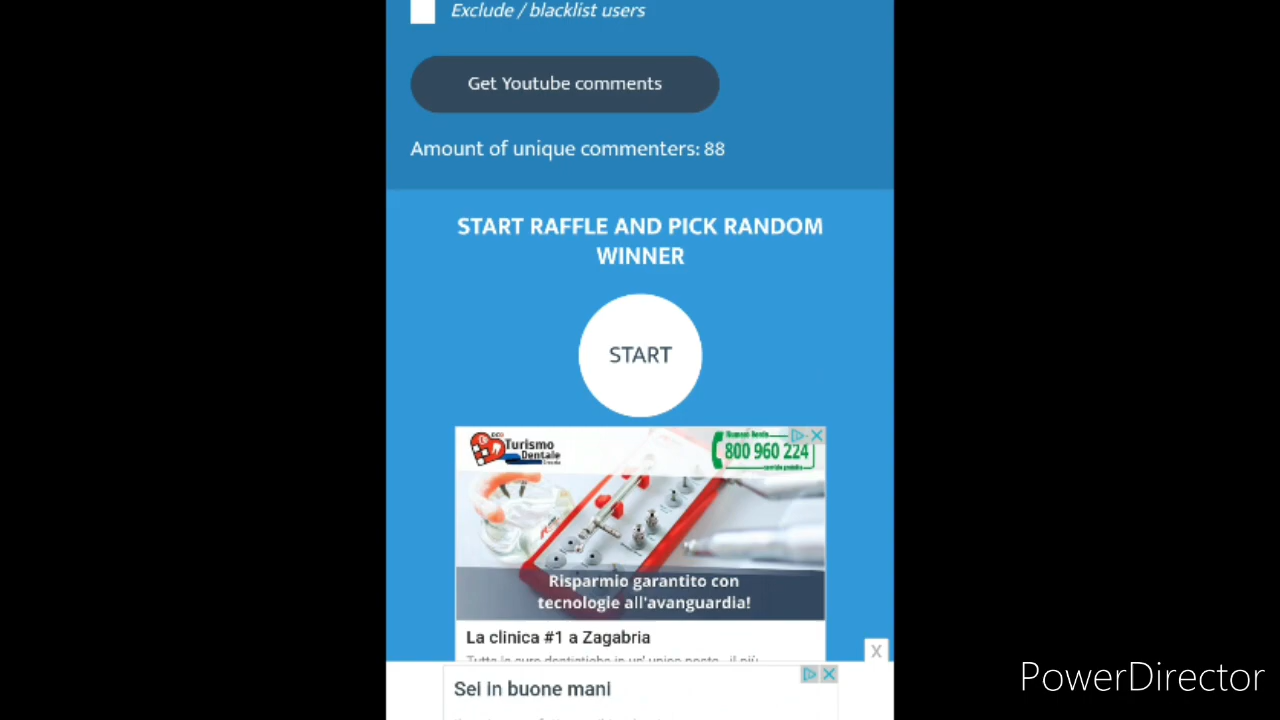 Exclude / blacklist users
Get Youtube comments
Amount of unique commenters: 88
START RAFFLE AND PICK RANDOM
WINNER
START
Turismo
Dentale
800 960 224
Risparmio garantito con
tecnologie all'avanguardia!
La clinica #1 a Zagabria
X
Sei in buone mani
PowerDirector